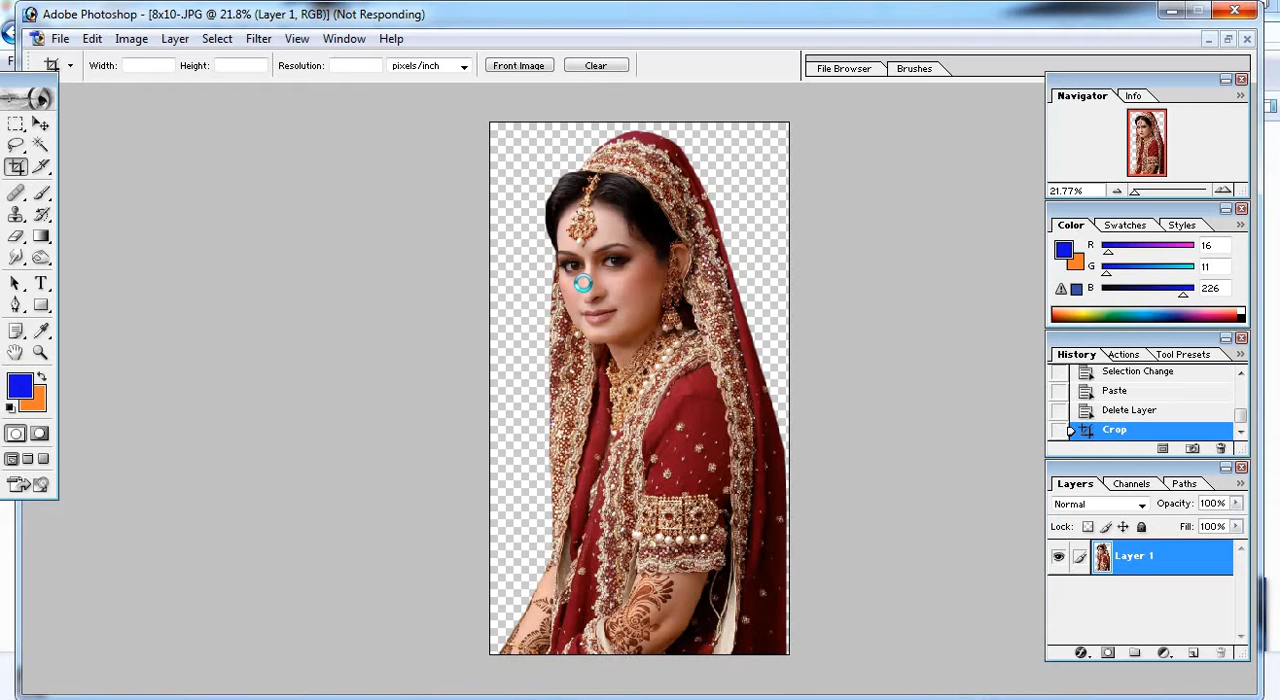 Adobe Photoshop - [8x10-JPG @ 21.8% (Layer 1, RGB)] (Not Responding)
File Edit Image Layer Select Filter View Window Help
Width: Height: Resolution: pixels/inch Front Image Clear File Browser Brushes
Navigator Info
21.77%
Color Swatches Styles
R 16
G 11
B 226
History Actions Tool Presets
Selection Change
Paste
Delete Layer
Crop
Layers Channels Paths
Normal Opacity: 100%
Lock: Fill: 100%
Layer 1
T